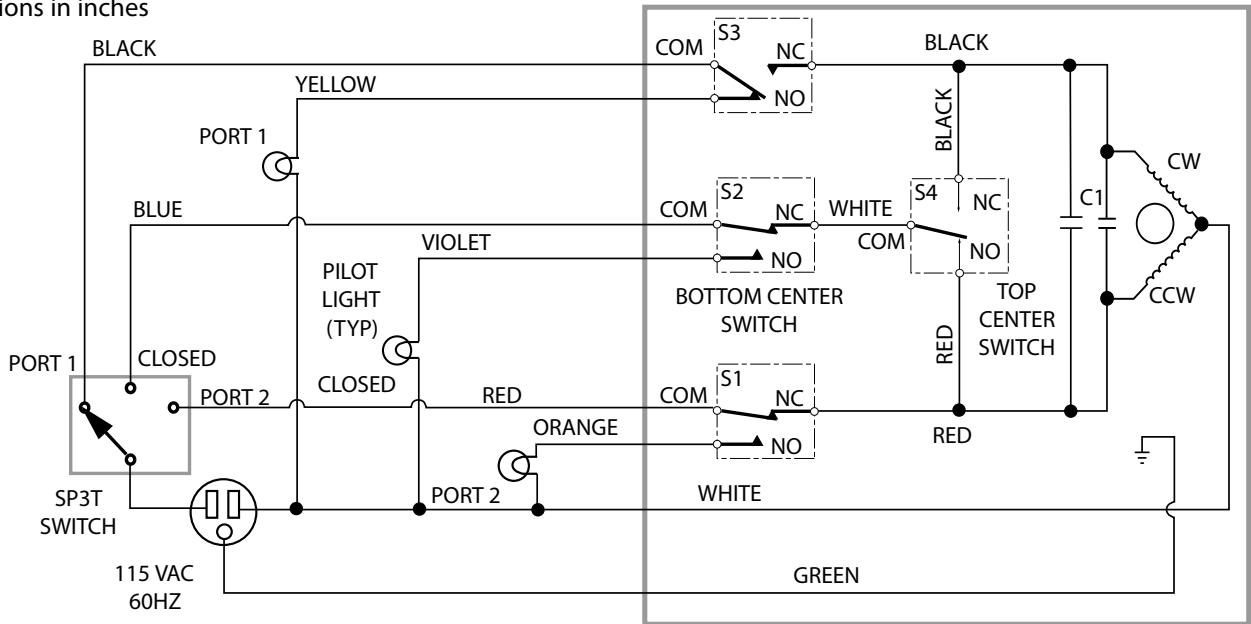 ions in inches
BLACK
COM
S3
NC
NO
BLACK
YELLOW
PORT 1
BLACK
CW
BLUE
COM
S2
NC
NO
WHITE
COM
S4
NC
NO
C1
VIOLET
PILOT
LIGHT
(TYP)
BOTTOM CENTER
SWITCH
TOP
CENTER
SWITCH
CCW
RED
PORT 1
CLOSED
PORT 2
CLOSED
RED
COM
S1
NC
NO
RED
ORANGE
SP3T
SWITCH
PORT 2
WHITE
115 VAC
60HZ
GREEN